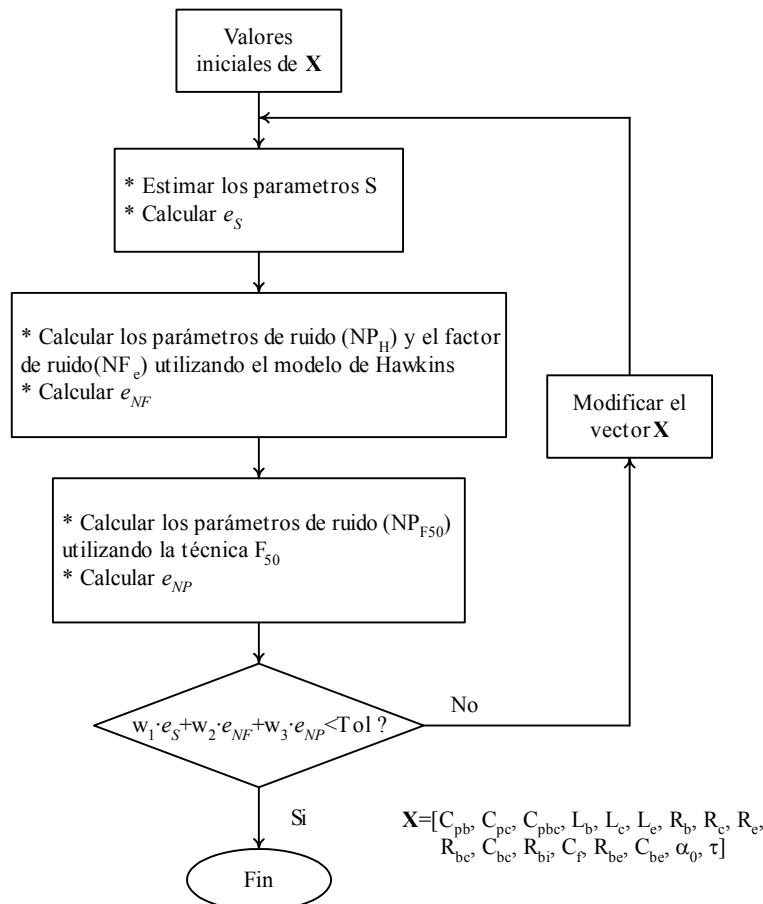 Valores
iniciales de X
* Estimar los parametros S
* Calcular e_S
* Calcular los parámetros de ruido (NP_H) y el factor
de ruido(NF_e) utilizando el modelo de Hawkins
* Calcular e_NF
Modificar el
vector X
* Calcular los parámetros de ruido (NP_F50)
utilizando la técnica F_50
* Calcular e_NP
w_1·e_S+w_2·e_NF+w_3·e_NP<Tol ?
No
Si
Fin
X=[C_pb, C_pc, C_pbc, L_b, L_c, L_e, R_b, R_c, R_e,
R_bc, C_bc, R_bi, C_f, R_be, C_be, α_0, τ]